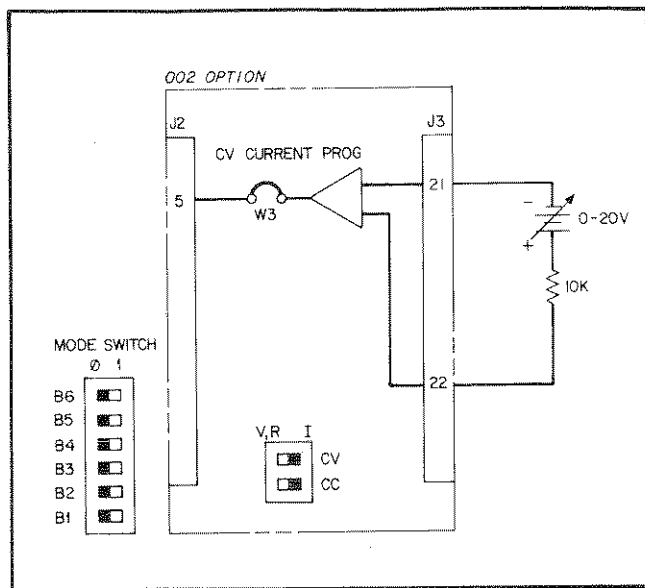 002 OPTION
J2
J3
CV CURRENT PROG
5
W3
21
-
0-20V
+
10K
22
MODE SWITCH
0 1
B6
B5
B4
B3
B2
B1
V,R I
CV
CC